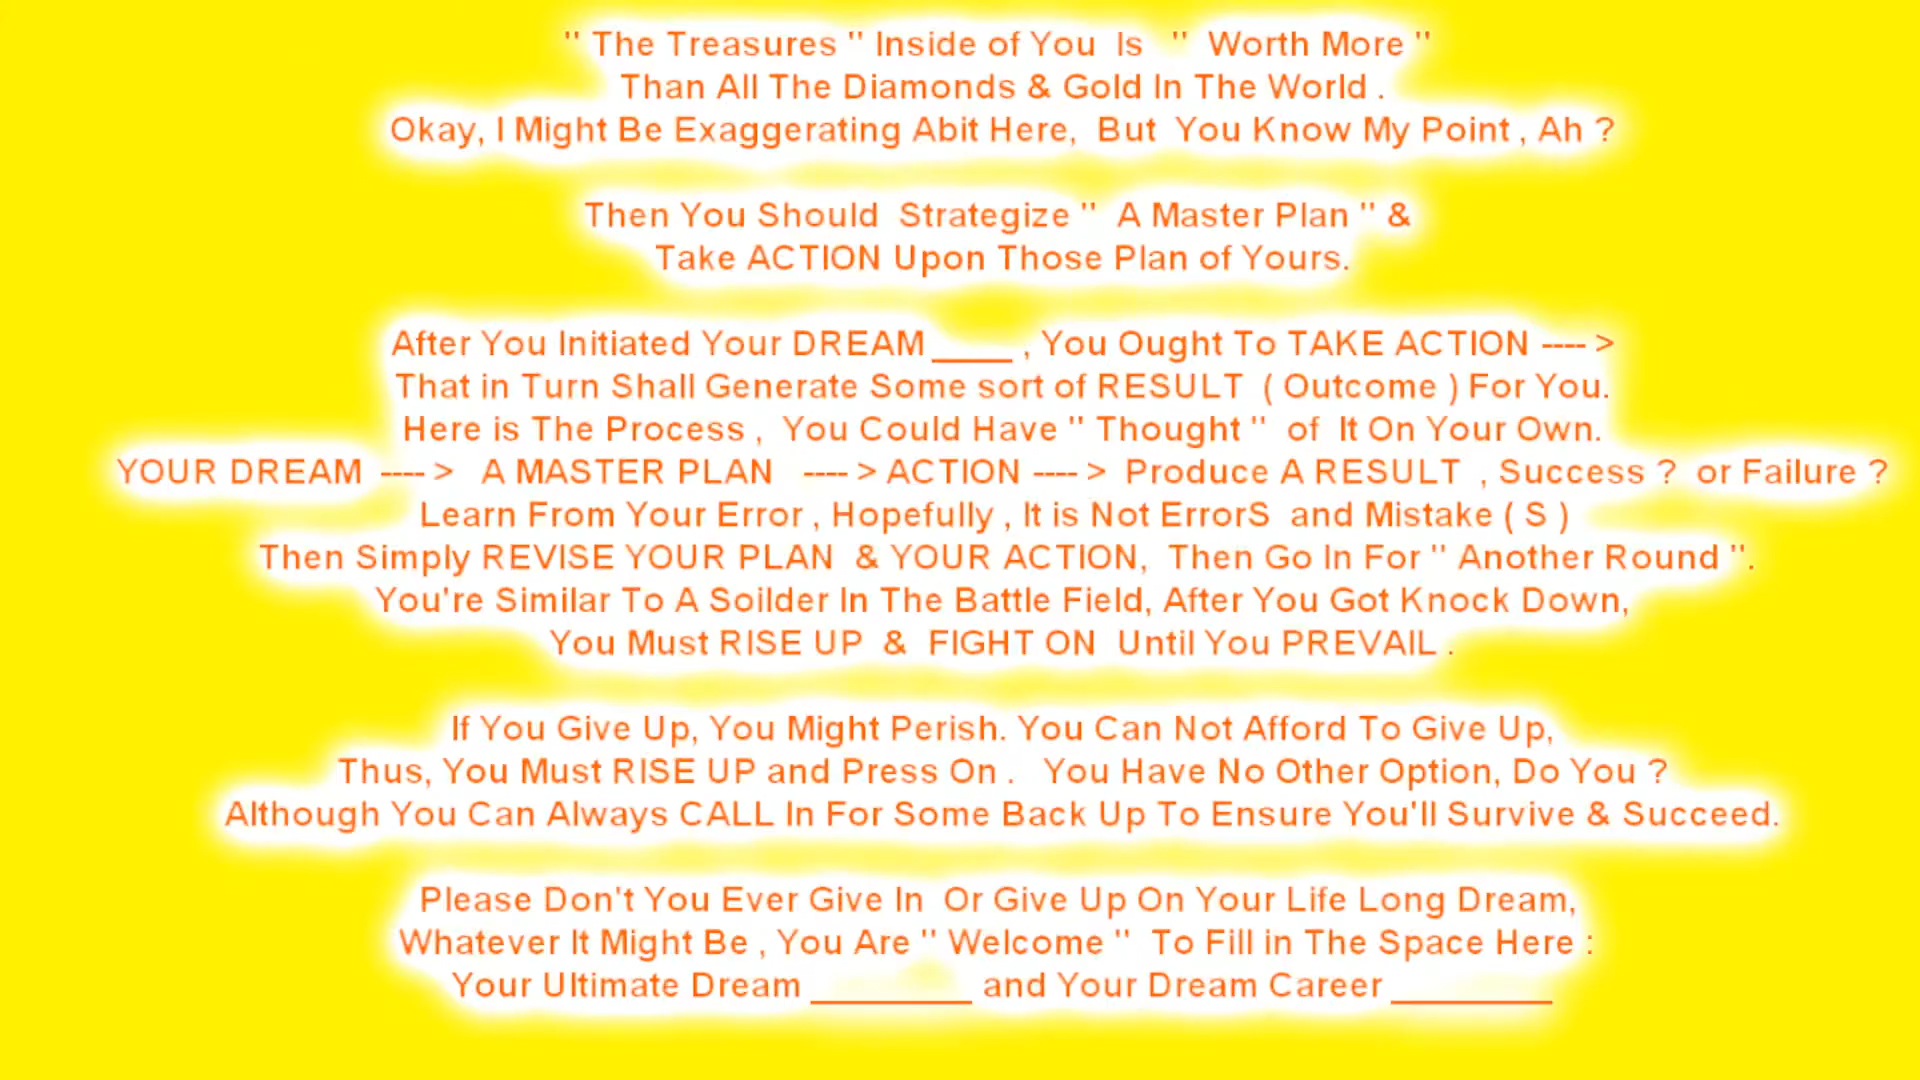 " The Treasures " Inside of You Is " Worth More "
Than All The Diamonds & Gold In The World .
Okay, I Might Be Exaggerating Abit Here, But You Know My Point , Ah ?
Then You Should Strategize " A Master Plan " &
Take ACTION Upon Those Plan of Yours.
After You Initiated Your DREAM ____ , You Ought To TAKE ACTION ---- >
That in Turn Shall Generate Some sort of RESULT ( Outcome ) For You.
Here is The Process , You Could Have " Thought " of It On Your Own.
YOUR DREAM ---- > A MASTER PLAN ---- > ACTION ---- > Produce A RESULT , Success ? or Failure ?
Learn From Your Error , Hopefully , It is Not ErrorS and Mistake ( S )
Then Simply REVISE YOUR PLAN & YOUR ACTION, Then Go In For " Another Round ".
You're Similar To A Soilder In The Battle Field, After You Got Knock Down,
You Must RISE UP & FIGHT ON Until You PREVAIL .
If You Give Up, You Might Perish. You Can Not Afford To Give Up,
Thus, You Must RISE UP and Press On . You Have No Other Option, Do You ?
Although You Can Always CALL In For Some Back Up To Ensure You'll Survive & Succeed.
Please Don't You Ever Give In Or Give Up On Your Life Long Dream,
Whatever It Might Be , You Are " Welcome " To Fill in The Space Here :
Your Ultimate Dream ________ and Your Dream Career ________